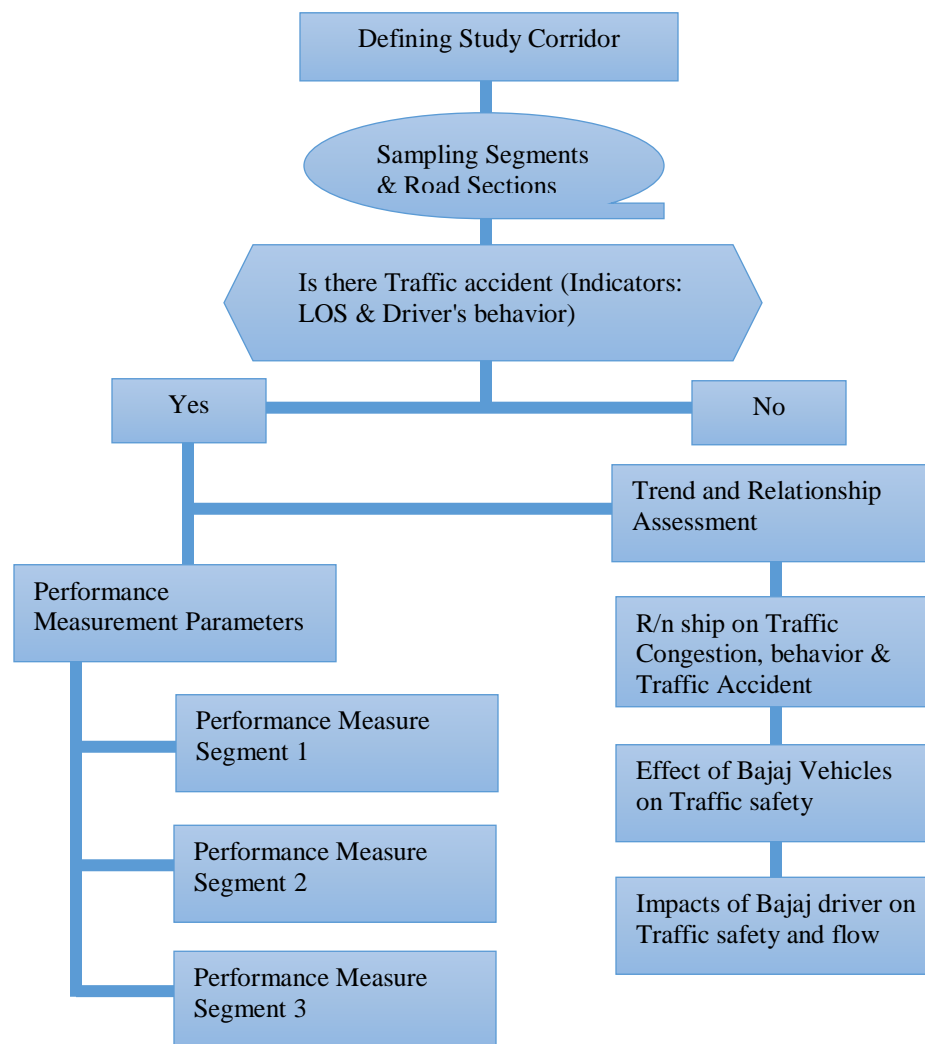 Defining Study Corridor
Sampling Segments
& Road Sections
Is there Traffic accident (Indicators:
LOS & Driver's behavior)
Yes
No
Trend and Relationship
Assessment
Performance
Measurement Parameters
R/n ship on Traffic
Congestion, behavior &
Traffic Accident
Performance Measure
Segment 1
Effect of Bajaj Vehicles
on Traffic safety
Performance Measure
Segment 2
Impacts of Bajaj driver on
Traffic safety and flow
Performance Measure
Segment 3